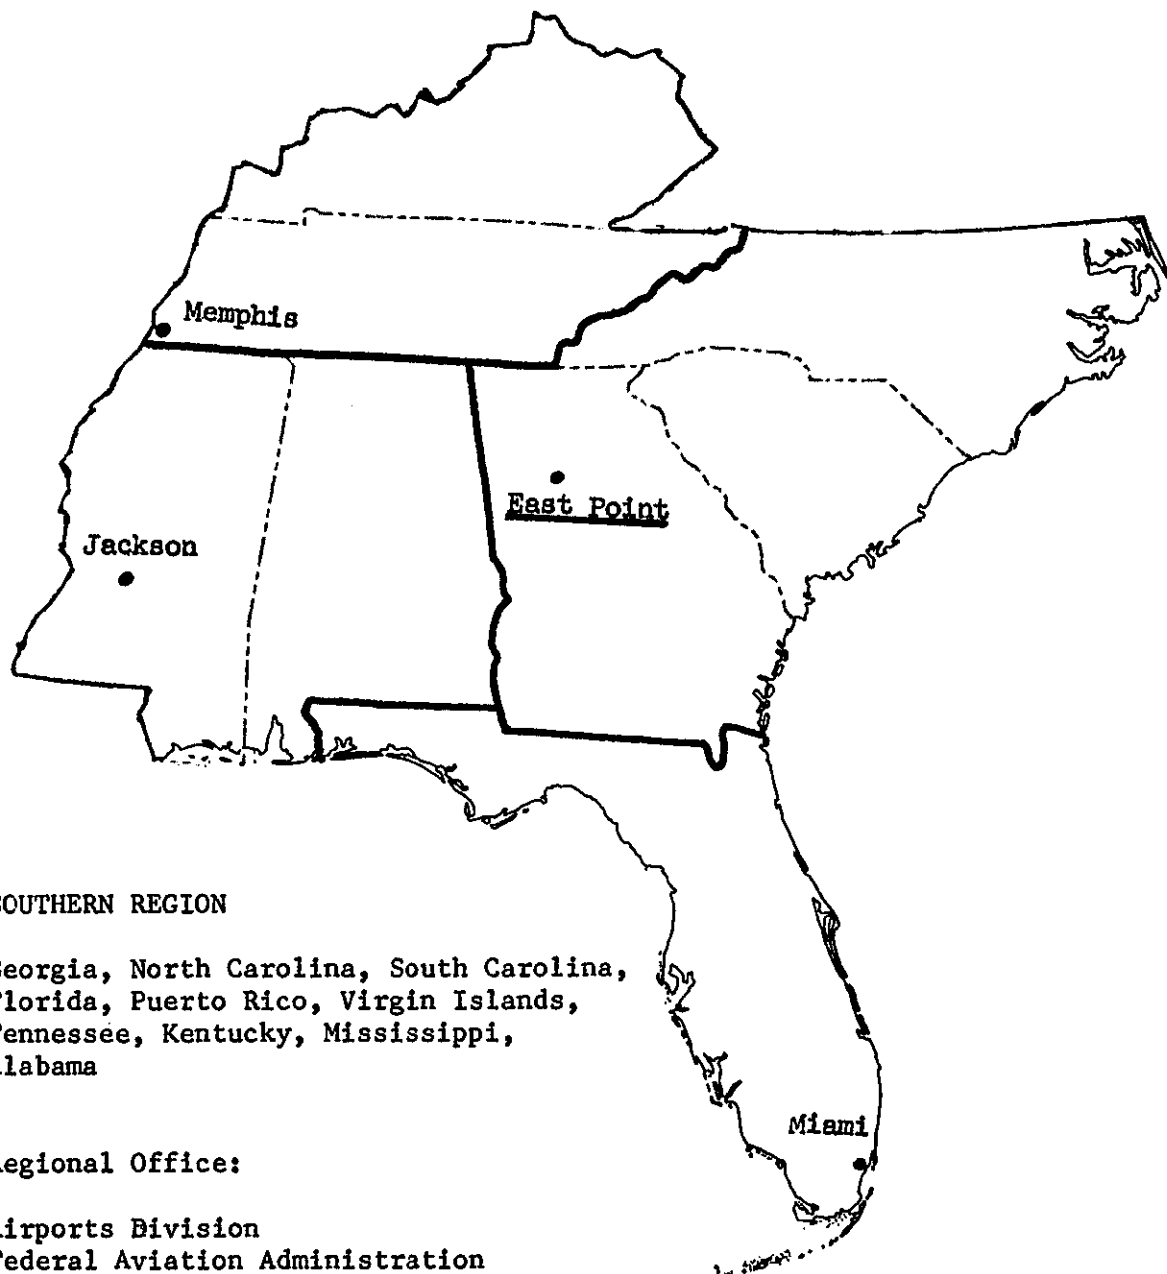 Memphis
East Point
Jackson
OUTHERN REGION
eorgia, North Carolina, South Carolina,
lorida, Puerto Rico, Virgin Islands,
ennessee, Kentucky, Mississippi,
labama
Miami
egional Office:
irports Division
ederal Aviation Administration